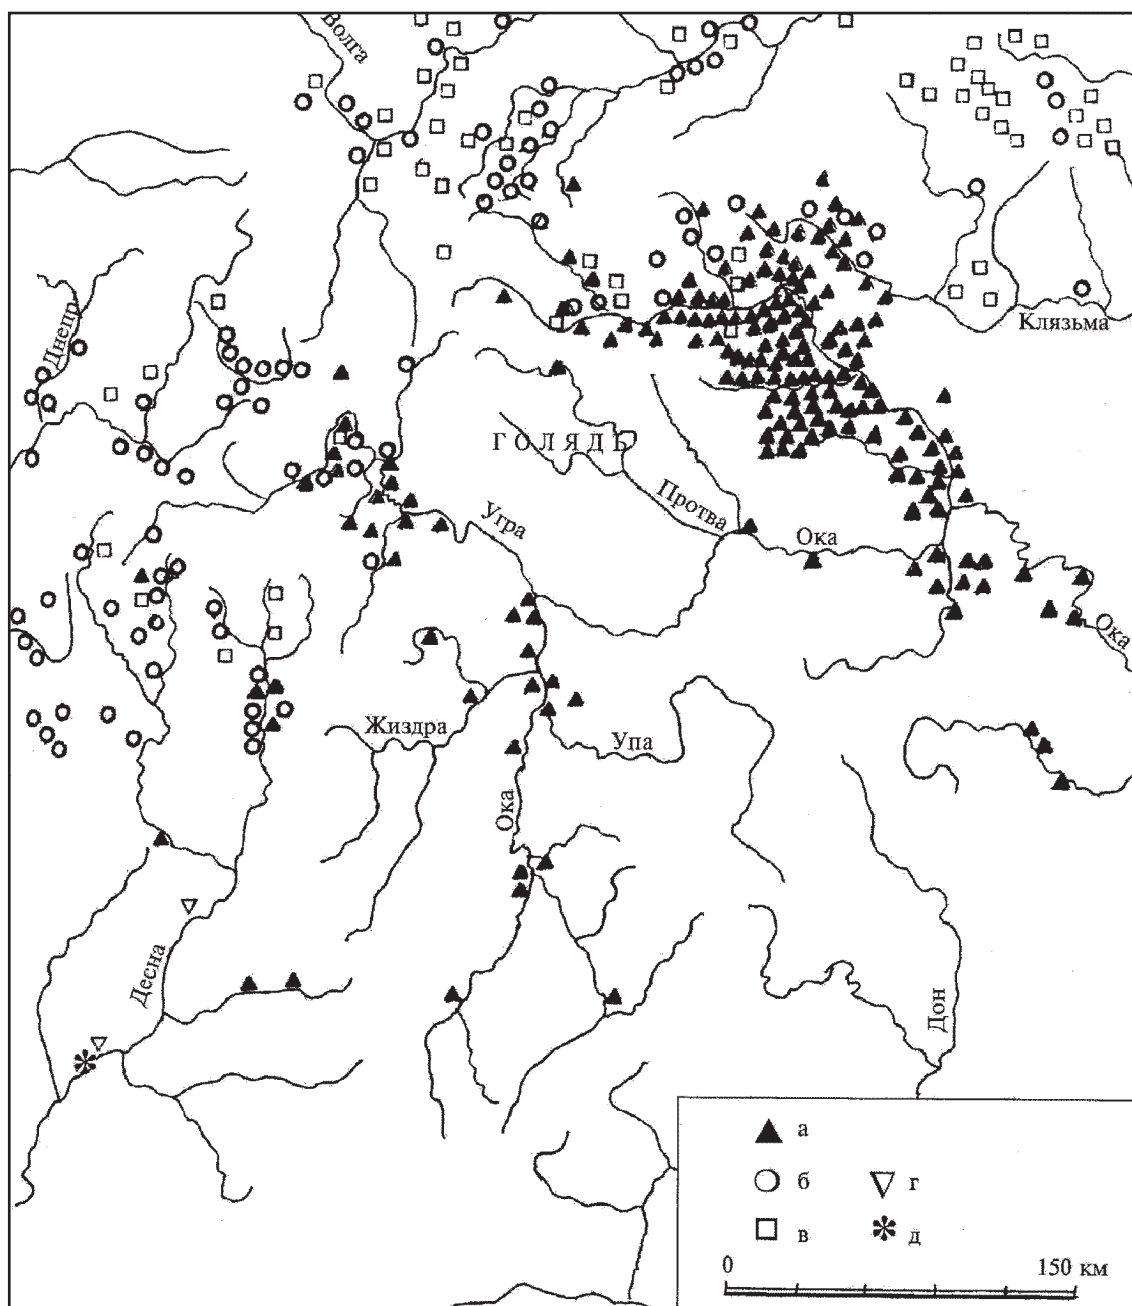 Волга
Днепр
Клязьма
ГОЛЯДЬ
Протва
Угра
Ока
Ока
Жиздра
Упа
Ока
Десна
Дон
а
б
г
в
д
0 150 км